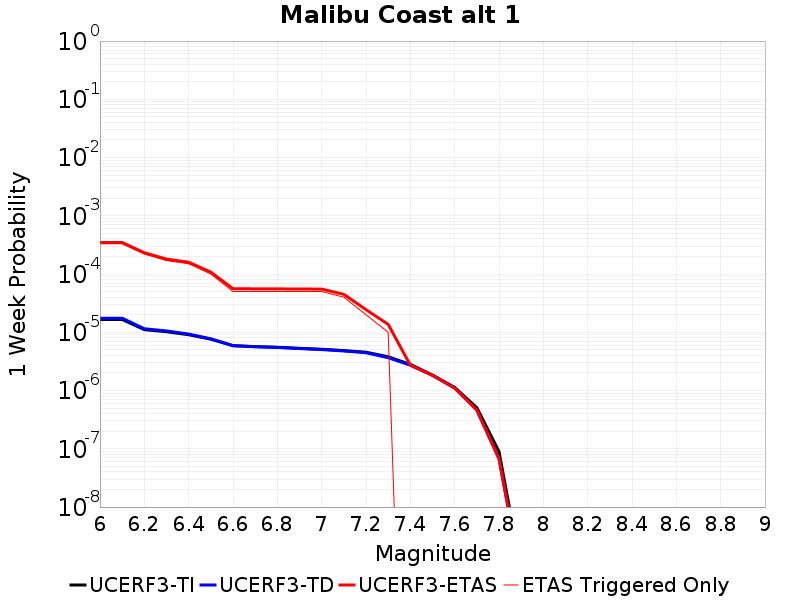 Malibu Coast alt 1
1 Week Probability
10^0
10^-1
10^-2
10^-3
10^-4
10^-5
10^-6
10^-7
10^-8
6 6.2 6.4 6.6 6.8 7 7.2 7.4 7.6 7.8 8 8.2 8.4 8.6 8.8 9
Magnitude
UCERF3-TI UCERF3-TD UCERF3-ETAS ETAS Triggered Only